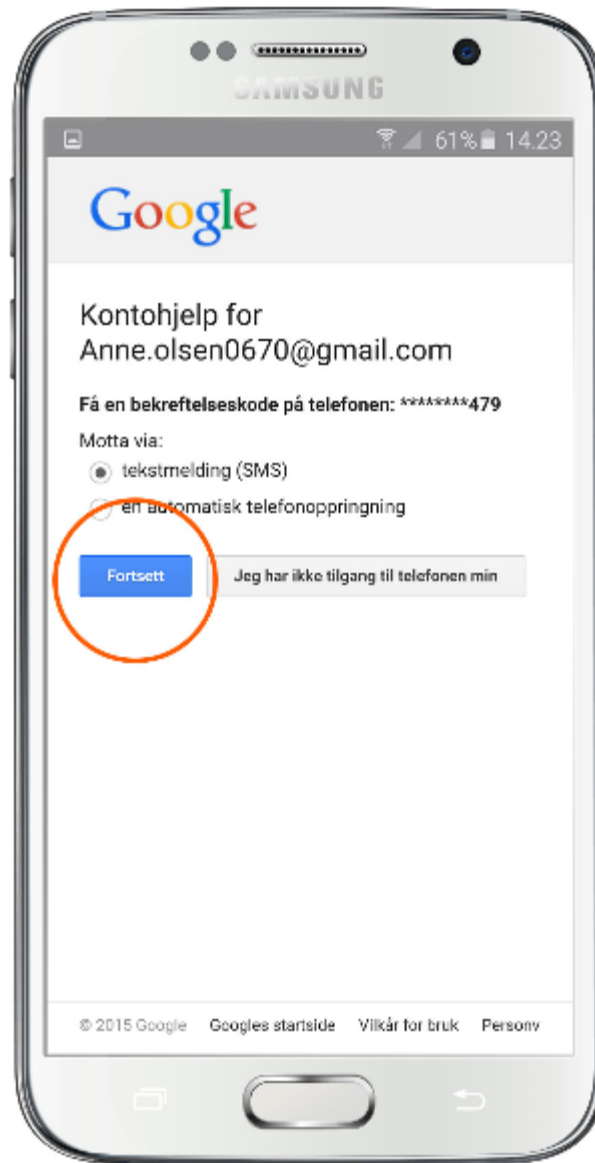 SAMSUNG
61% 14.23
Google
Kontohjelp for
Anne.olsen0670@gmail.com
Få en bekreftelseskode på telefonen: ********479
Motta via:
tekstmelding (SMS)
en automatisk telefonoppringning
Fortsett Jeg har ikke tilgang til telefonen min
© 2015 Google Googles startside Vilkår for bruk Personv